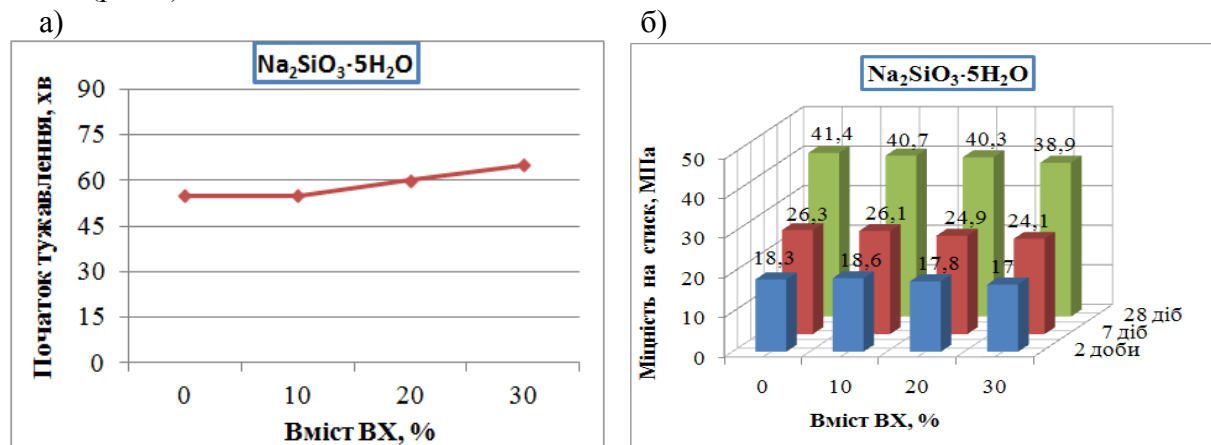 а)
Na₂SiO₃·5H₂O
Початок тужавлення, хв
90
75
60
45
30
15
0
0 10 20 30
Вміст ВХ, %
б)
Na₂SiO₃·5H₂O
Міцність на стиск, МПа
50
40
30
20
10
0
41,4 40,7 40,3 38,9
26,3 26,1 24,9 24,1
18,3 18,6 17,8 17
28 діб
7 діб
2 доби
0 10 20 30
Вміст ВХ, %